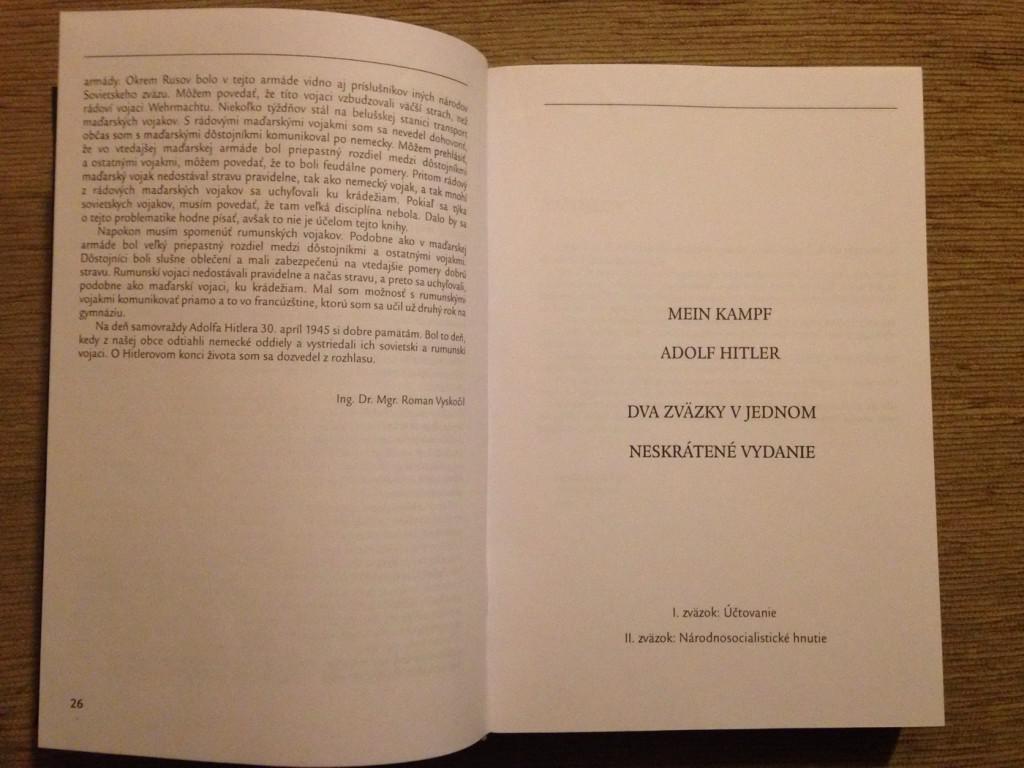 armády. Okrem Rusov bolo v tejto armáde vidno aj príslušníkov iných národov
Sovietskeho zväzu. Môžem povedať, že títo vojaci vzbudzovali väčší strach, než
rádoví vojaci Wehrmachtu. Niekoľko týždňov stál na belušskej stanici transport
maďarských vojakov. S rádovými maďarskými vojakmi som sa nevedel dohovoriť,
občas som s maďarskými dôstojníkmi komunikoval po nemecky. Môžem prehlásiť,
že vo vtedajšej maďarskej armáde bol priepastný rozdiel medzi dôstojníkmi
a ostatnými vojakmi, môžem povedať, že to boli feudálne pomery. Pritom rádový
maďarský vojak nedostával stravu pravidelne, tak ako nemecký vojak, a tak mnohí
z rádových maďarských vojakov sa uchyľovali ku krádežiam. Pokiaľ sa týka
sovietskych vojakov, musím povedať, že tam veľká disciplína nebola. Dalo by sa
o tejto problematike hodne písať, avšak to nie je účelom tejto knihy.
Napokon musím spomenúť rumunských vojakov. Podobne ako v maďarskej
armáde bol veľký priepastný rozdiel medzi dôstojníkmi a ostatnými vojakmi.
Dôstojníci boli slušne oblečení a mali zabezpečenú na vtedajšie pomery dobrú
stravu. Rumunskí vojaci nedostávali pravidelne a načas stravu, a preto sa uchyľovali,
podobne ako maďarskí vojaci, ku krádežiam. Mal som možnosť s rumunskými
vojakmi komunikovať priamo a to vo francúzštine, ktorú som sa učil už druhý rok na
gymnáziu.
Na deň samovraždy Adolfa Hitlera 30. apríl 1945 si dobre pamätám. Bol to deň,
kedy z našej obce odtiahli nemecké oddiely a vystriedali ich sovietski a rumunskí
vojaci. O Hitlerovom konci života som sa dozvedel z rozhlasu.
Ing. Dr. Mgr. Roman Vyskočil
26
MEIN KAMPF
ADOLF HITLER
DVA ZVÄZKY V JEDNOM
NESKRÁTENÉ VYDANIE
I. zväzok: Účtovanie
II. zväzok: Národnosocialistické hnutie